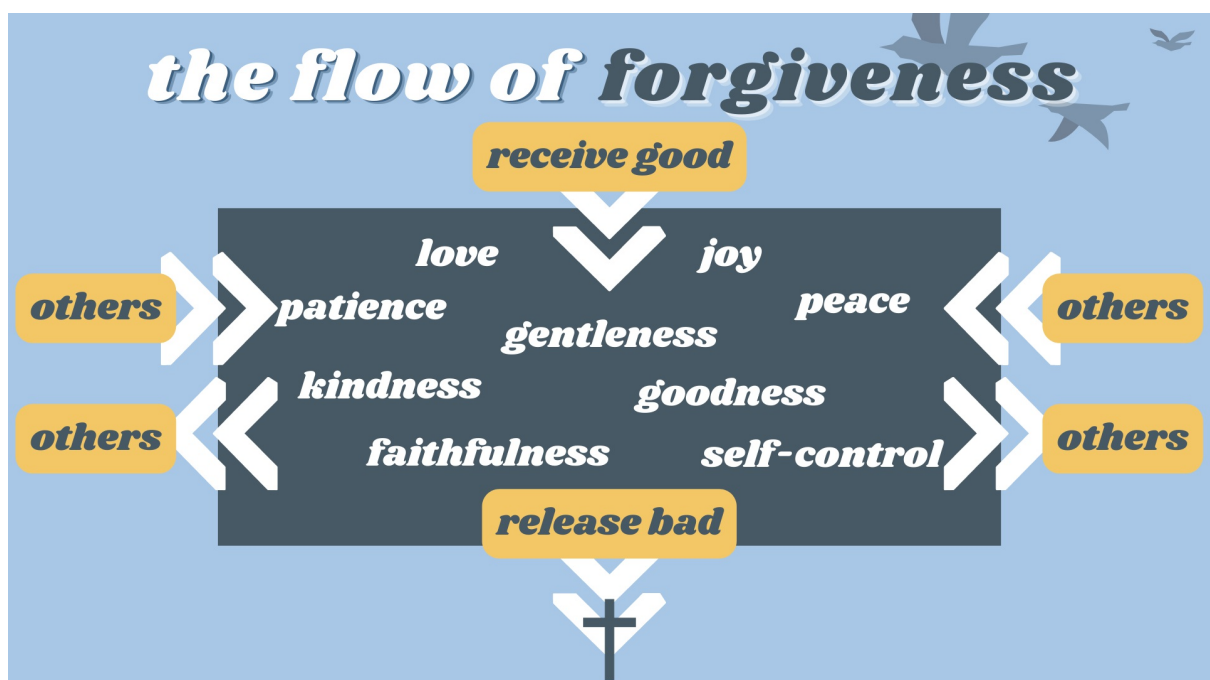 the flow of forgiveness
receive good
love joy
others patience peace others
gentleness
kindness goodness
others faithfulness self-control others
release bad